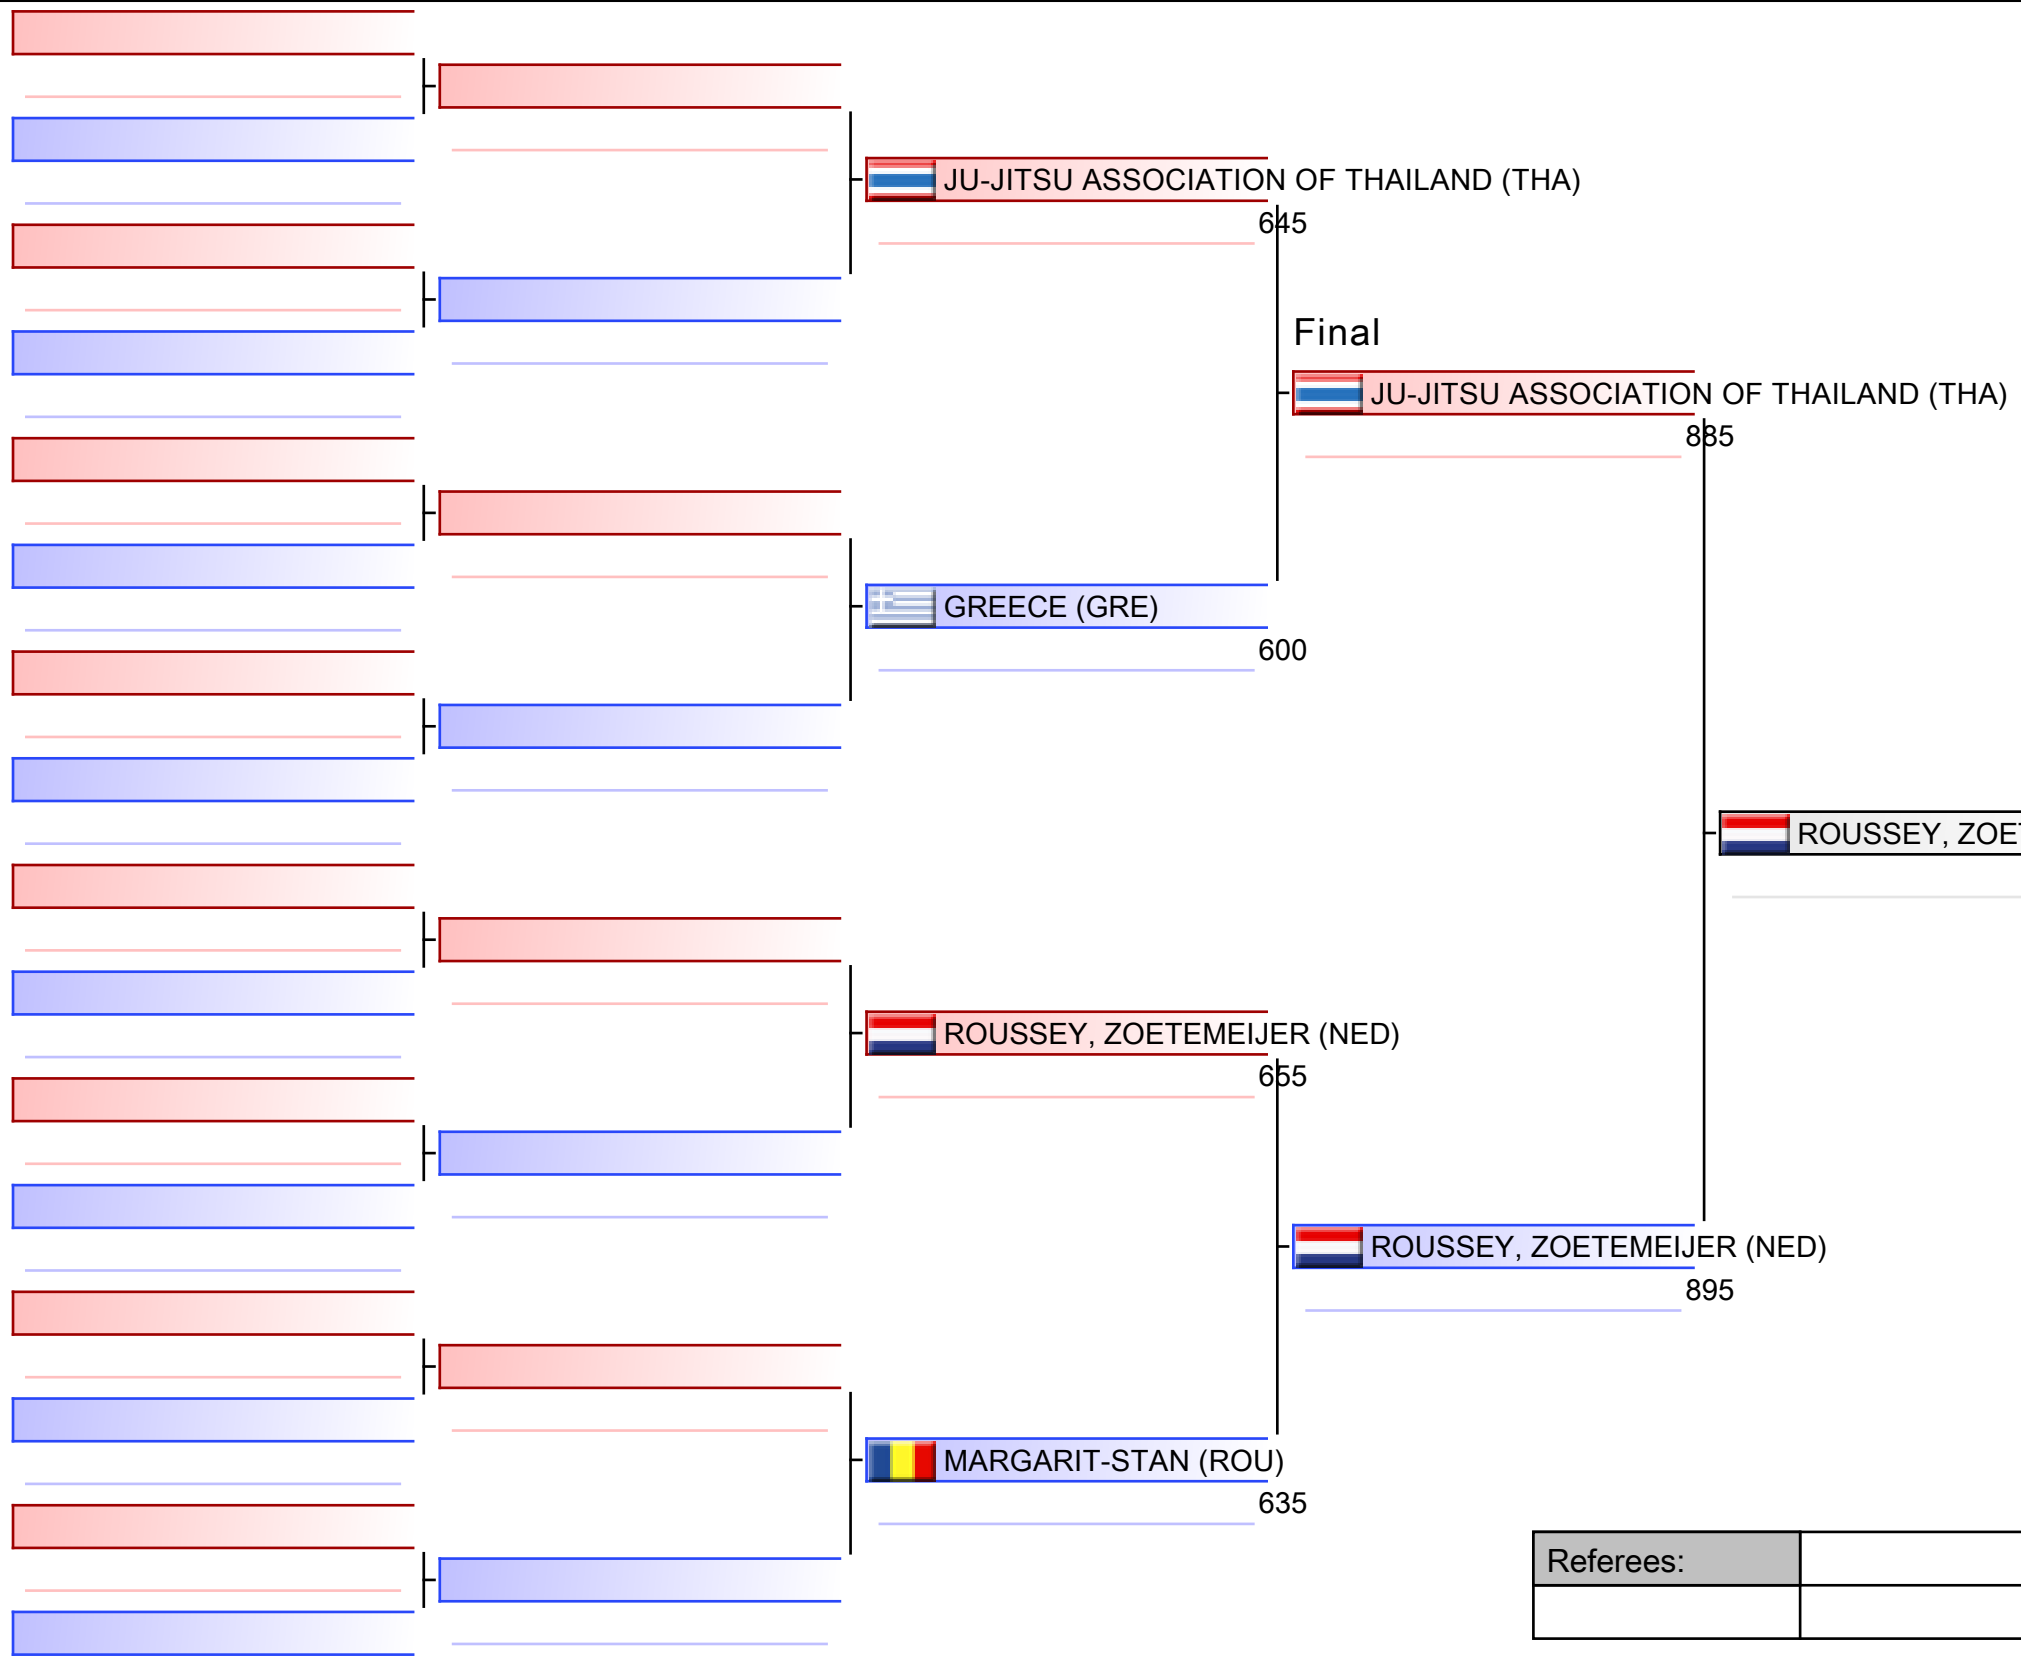 JU-JITSU ASSOCIATION OF THAILAND (THA)
645
Final
JU-JITSU ASSOCIATION OF THAILAND (THA)
885
GREECE (GRE)
600
ROUSSEY, ZOE
ROUSSEY, ZOETEMEIJER (NED)
655
ROUSSEY, ZOETEMEIJER (NED)
895
MARGARIT-STAN (ROU)
635
Referees: